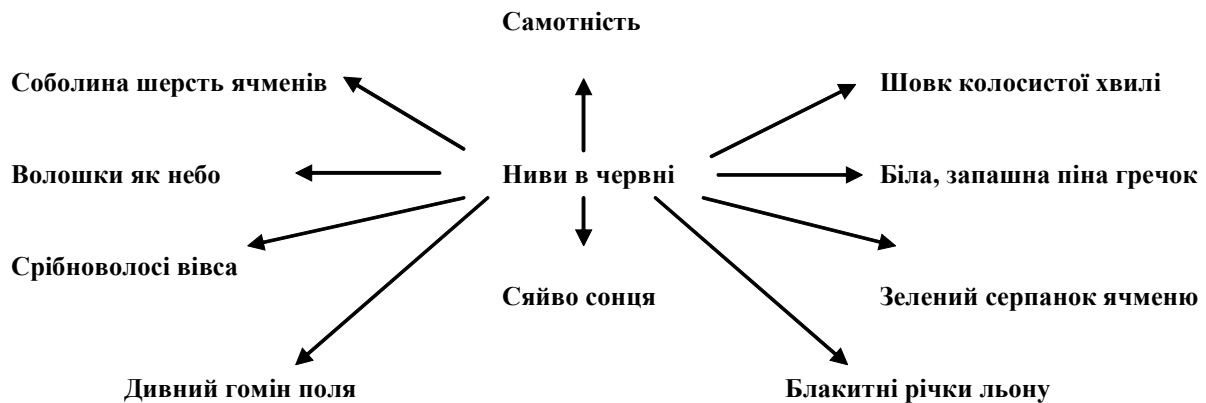 Самотність
Соболина шерсть ячменів
Шовк колосистої хвилі
Волошки як небо
Ниви в червні
Біла, запашна піна гречок
Срібноволосі вівса
Сяйво сонця
Зелений серпанок ячменю
Дивний гомін поля
Блакитні річки льону